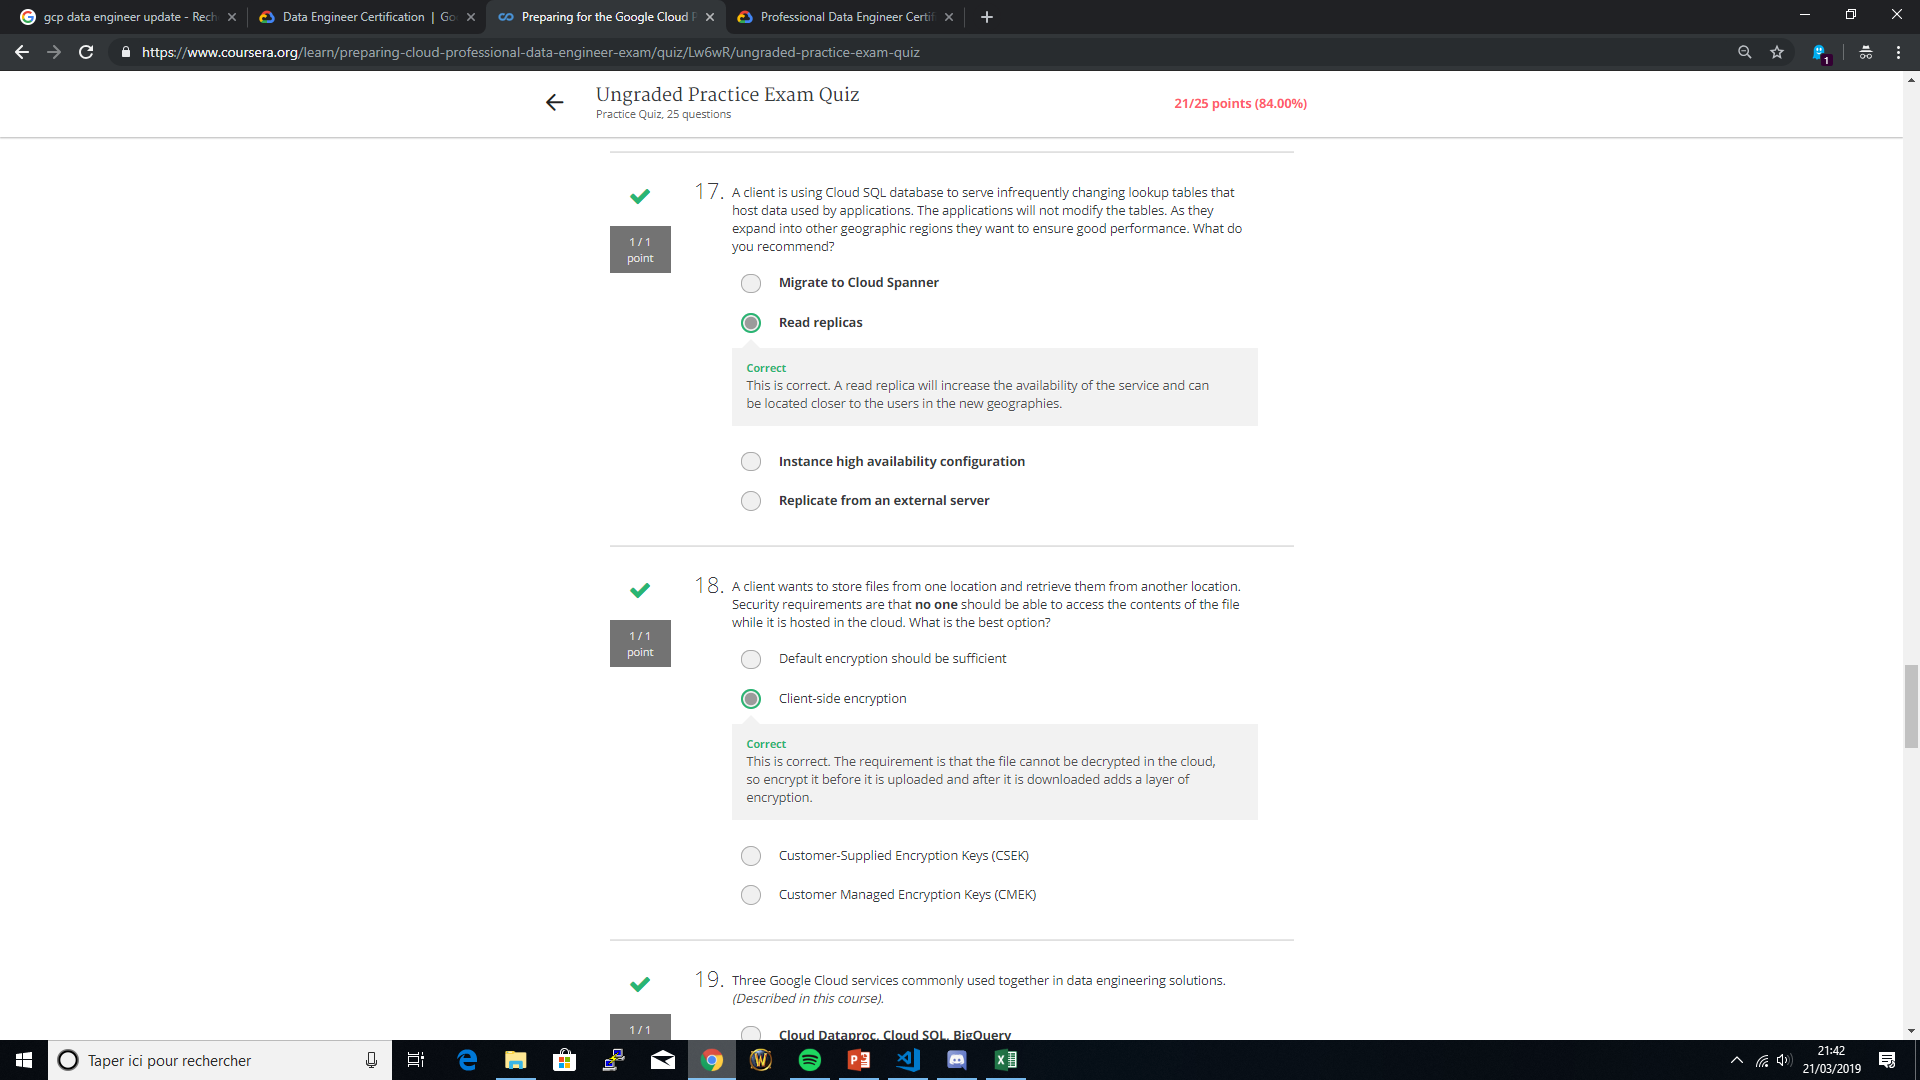 gcp data engineer update - Rech
Data Engineer Certification | Go
Preparing for the Google Cloud P
Professional Data Engineer Certifi
https://www.coursera.org/learn/preparing-cloud-professional-data-engineer-exam/quiz/Lw6wR/ungraded-practice-exam-quiz
1
Ungraded Practice Exam Quiz
Practice Quiz, 25 questions
21/25 points (84.00%)
17. A client is using Cloud SQL database to serve infrequently changing lookup tables that
host data used by applications. The applications will not modify the tables. As they
expand into other geographic regions they want to ensure good performance. What do
you recommend?
1 / 1
point
Migrate to Cloud Spanner
Read replicas
Correct
This is correct. A read replica will increase the availability of the service and can
be located closer to the users in the new geographies.
Instance high availability configuration
Replicate from an external server
18. A client wants to store files from one location and retrieve them from another location.
Security requirements are that no one should be able to access the contents of the file
while it is hosted in the cloud. What is the best option?
1 / 1
point
Default encryption should be sufficient
Client-side encryption
Correct
This is correct. The requirement is that the file cannot be decrypted in the cloud,
so encrypt it before it is uploaded and after it is downloaded adds a layer of
encryption.
Customer-Supplied Encryption Keys (CSEK)
Customer Managed Encryption Keys (CMEK)
19. Three Google Cloud services commonly used together in data engineering solutions.
(Described in this course).
1 / 1
Cloud Dataproc, Cloud SQL, BigQuery
Taper ici pour rechercher
21:42
21/03/2019